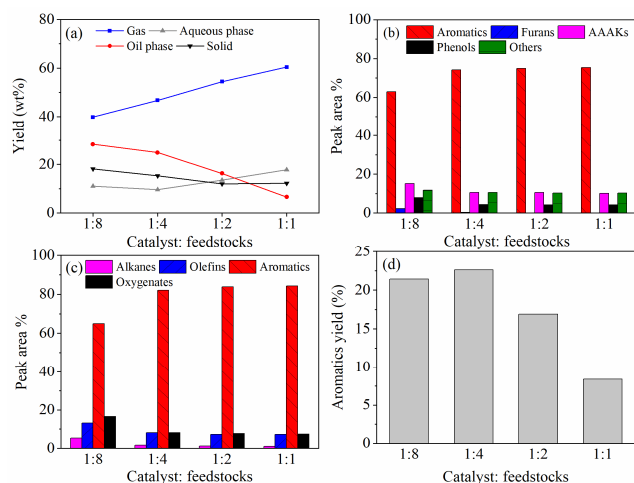 (a)
Gas
Aqueous phase
Oil phase
Solid
Yield (wt%)
80
60
40
20
0
1:8
1:4
1:2
1:1
Catalyst: feedstocks
(b)
Aromatics
Furans
AAAKs
Phenols
Others
Peak area %
100
80
60
40
20
0
1:8
1:4
1:2
1:1
Catalyst: feedstocks
(c)
Alkanes
Olefins
Aromatics
Oxygenates
Peak area %
100
80
60
40
20
0
1:8
1:4
1:2
1:1
Catalyst: feedstocks
(d)
Aromatics yield (%)
25
20
15
10
5
0
1:8
1:4
1:2
1:1
Catalyst: feedstocks